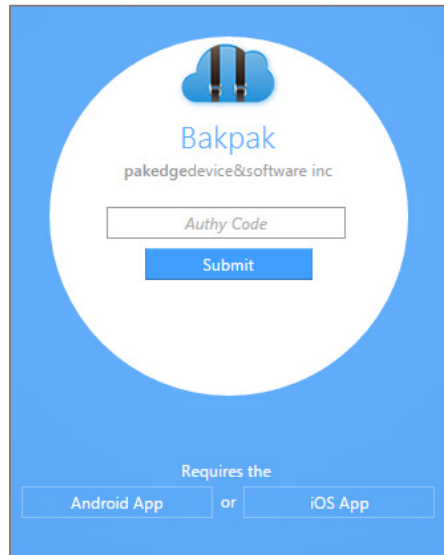 Bakpak
pakedgedevice&software inc
Authy Code
Submit
Requires the
Android App or iOS App